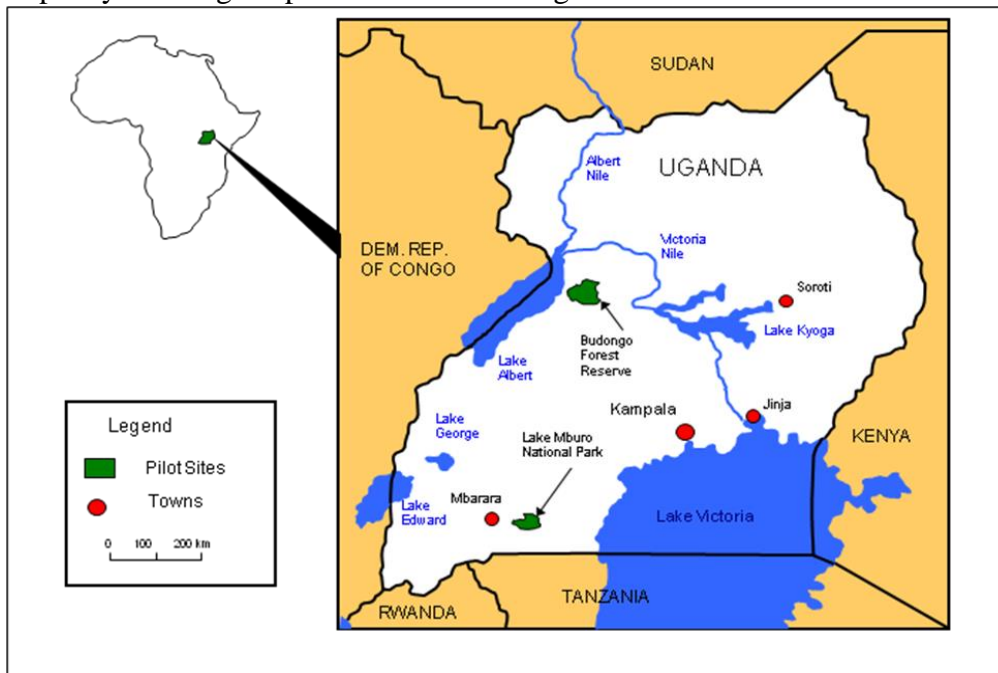 SUDAN
UGANDA
Albert
Nile
Victoria
Nile
DEM. REP.
OF CONGO
Soroti
Lake Kyoga
Budongo
Forest
Reserve
Lake
Albert
Kampala
Jinja
Lake
George
Lake Mburo
National Park
KENYA
Mbarara
Lake
Edward
Lake Victoria
TANZANIA
RWANDA
Legend
Pilot Sites
Towns
0 100 200 km